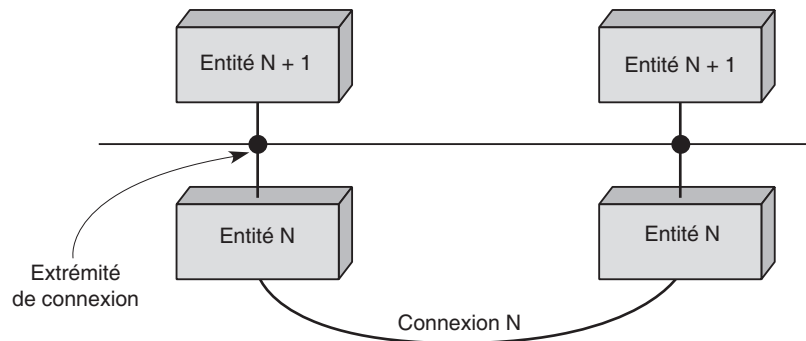 Entité N + 1
Entité N + 1
Entité N
Entité N
Extrémité
de connexion
Connexion N